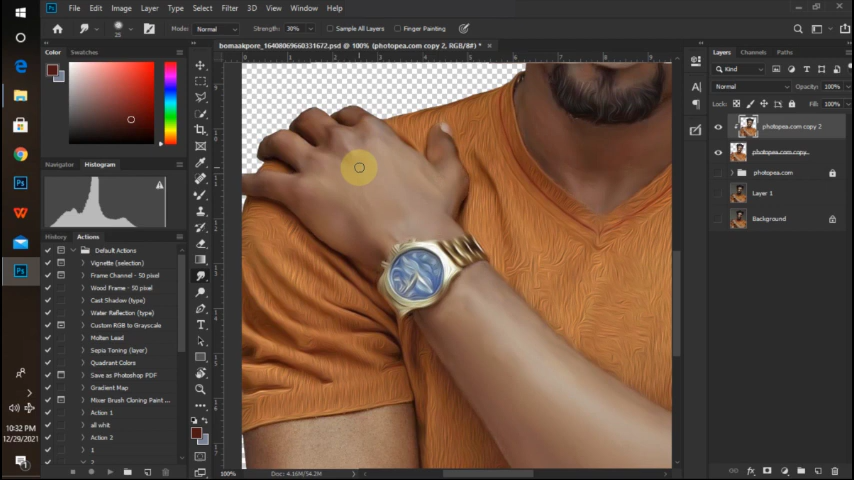 File Edit Image Layer Type Select Filter 3D View Window Help
25 Mode: Normal Strength: 30% Sample All Layers Finger Painting
Color Swatches
bomaakpore_16408069660331672.psd @ 100% (photopea.com copy 2, RGB/8#) *
Layers Channels Paths
Kind
Normal Opacity: 100%
Lock: Fill: 100%
photopea.com copy 2
photopea.com copy
photopea.com
Layer 1
Background
Navigator Histogram
History Actions
Default Actions
Vignette (selection)
Frame Channel - 50 pixel
Wood Frame - 50 pixel
Cast Shadow (type)
Water Reflection (type)
Custom RGB to Grayscale
Molten Lead
Sepia Toning (layer)
Quadrant Colors
Save as Photoshop PDF
Gradient Map
Mixer Brush Cloning Paint ...
Action 1
all whit
Action 2
1
2
10:32 PM
12/29/2021
100% Doc: 4.16M/54.2M